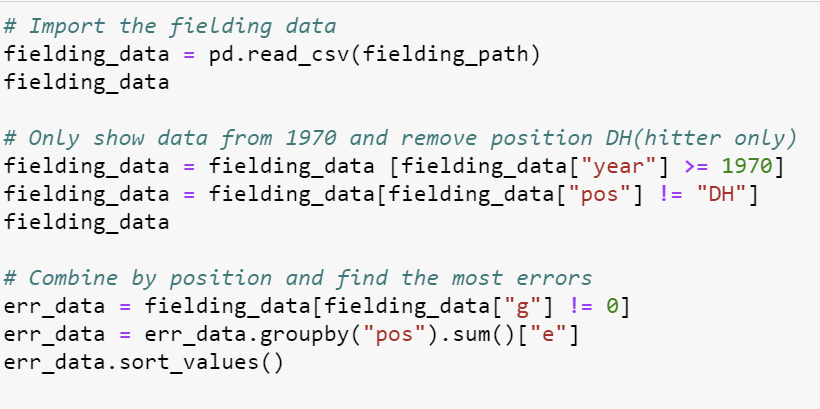 # Import the fielding data
fielding_data = pd.read_csv(fielding_path)
fielding_data
# Only show data from 1970 and remove position DH(hitter only)
fielding_data = fielding_data [fielding_data["year"] >= 1970]
fielding_data = fielding_data[fielding_data["pos"] != "DH"]
fielding_data
# Combine by position and find the most errors
err_data = fielding_data[fielding_data["g"] != 0]
err_data = err_data.groupby("pos").sum()["e"]
err_data.sort_values()